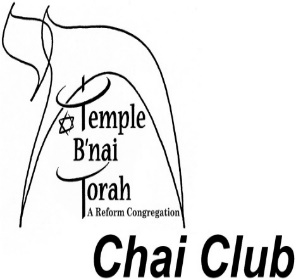 Temple
B'nai
Torah
A Reform Congregation
Chai Club